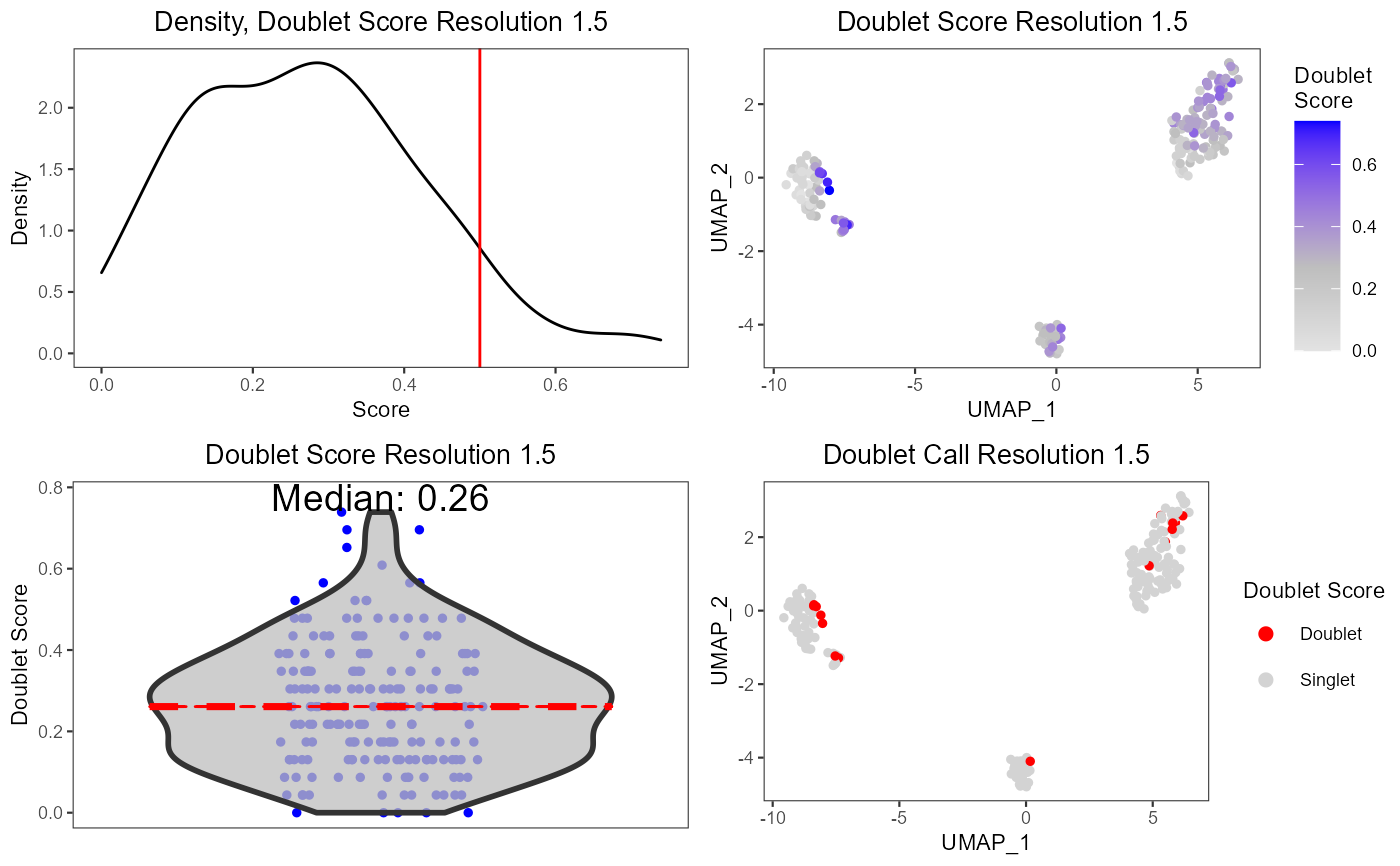 Density, Doublet Score Resolution 1.5
Density
2.0
1.5
1.0
0.5
0.0
0.0
0.2
0.4
0.6
Score
Doublet Score Resolution 1.5
UMAP_2
2
0
-2
-4
-10
-5
0
5
UMAP_1
Doublet
Score
0.6
0.4
0.2
0.0
Doublet Score Resolution 1.5
Median: 0.26
Doublet Score
0.8
0.6
0.4
0.2
0.0
Doublet Call Resolution 1.5
UMAP_2
2
0
-2
-4
-10
-5
0
5
UMAP_1
Doublet Score
Doublet
Singlet